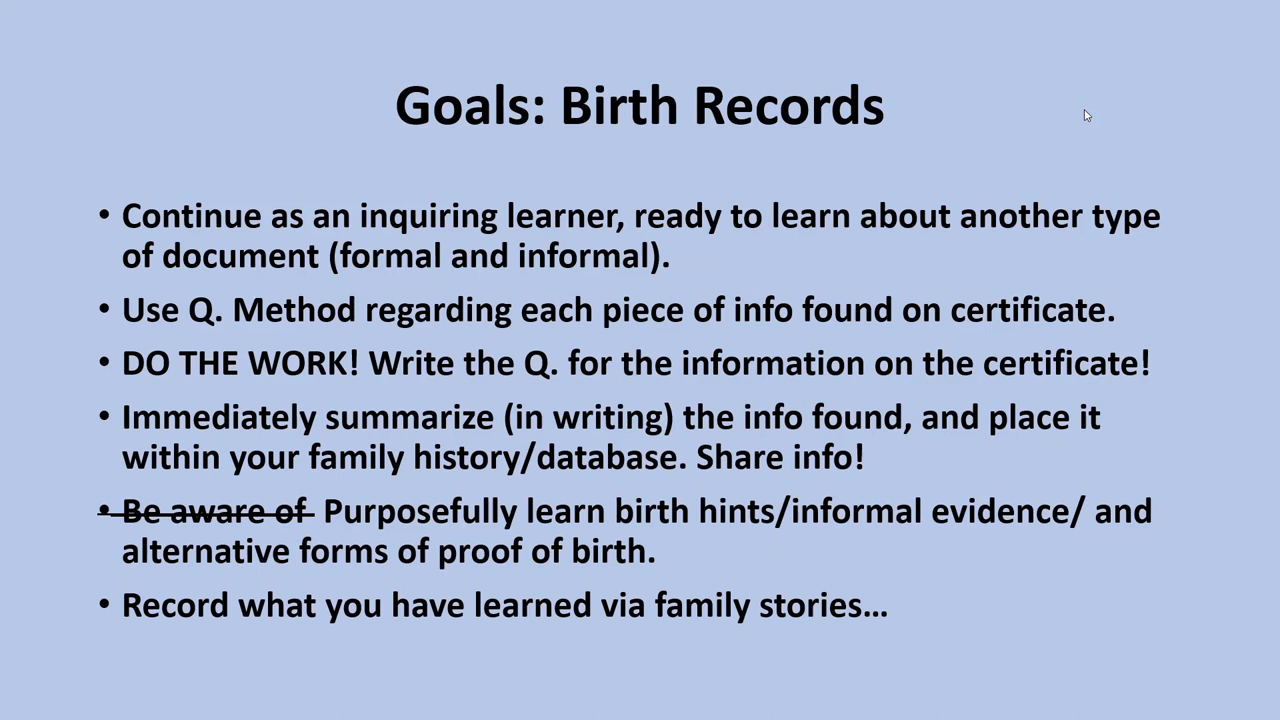 Goals: Birth Records
• Continue as an inquiring learner, ready to learn about another type
of document (formal and informal).
• Use Q. Method regarding each piece of info found on certificate.
• DO THE WORK! Write the Q. for the information on the certificate!
• Immediately summarize (in writing) the info found, and place it
within your family history/database. Share info!
• Be aware of Purposefully learn birth hints/informal evidence/ and
alternative forms of proof of birth.
• Record what you have learned via family stories…